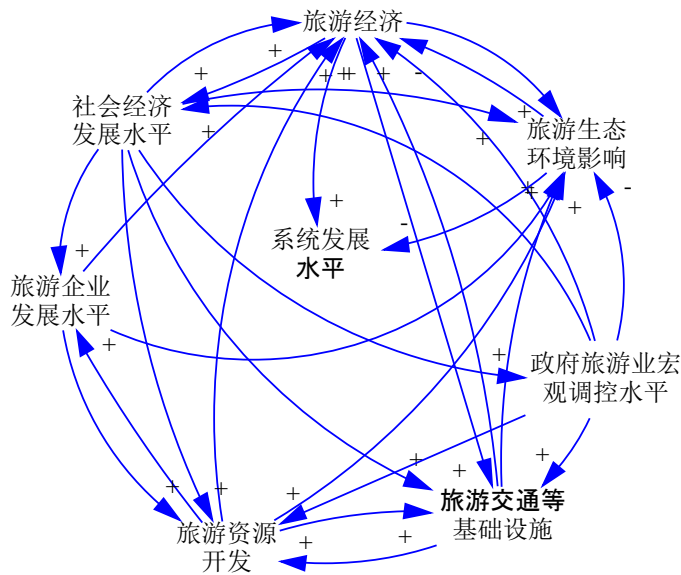 旅游经济
社会经济
发展水平
旅游生态
环境影响
系统发展
水平
旅游企业
发展水平
政府旅游业宏
观调控水平
旅游交通等
基础设施
旅游资源
开发
+
+
+
+
+
+
-
+
+
+
+
+
-
+
-
+
+
+
+
+
+
+
+
+
+
+